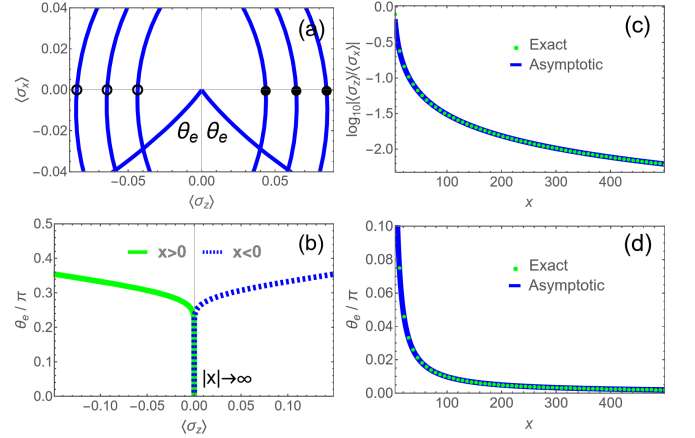 (a)
⟨σx⟩
0.04
0.02
0.00
−0.02
−0.04
θe θe
−0.05
0.00
0.05
⟨σz⟩
(c)
log10|⟨σz⟩/⟨σx⟩|
0.0
−0.5
−1.0
−1.5
−2.0
Exact
Asymptotic
100
200
300
400
x
(b)
θe / π
0.5
0.4
0.3
0.2
0.1
0.0
x>0
x<0
|x|→∞
−0.10
−0.05
0.00
0.05
0.10
⟨σz⟩
(d)
θe / π
0.10
0.08
0.06
0.04
0.02
0.00
Exact
Asymptotic
100
200
300
400
x